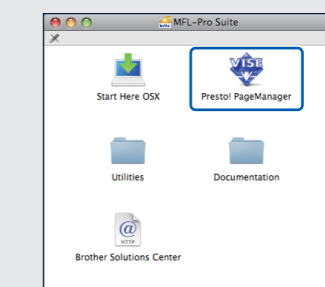 MFL-Pro Suite
Start Here OSX
VISE
Presto! PageManager
Utilities
Documentation
@
HTTP
Brother Solutions Center